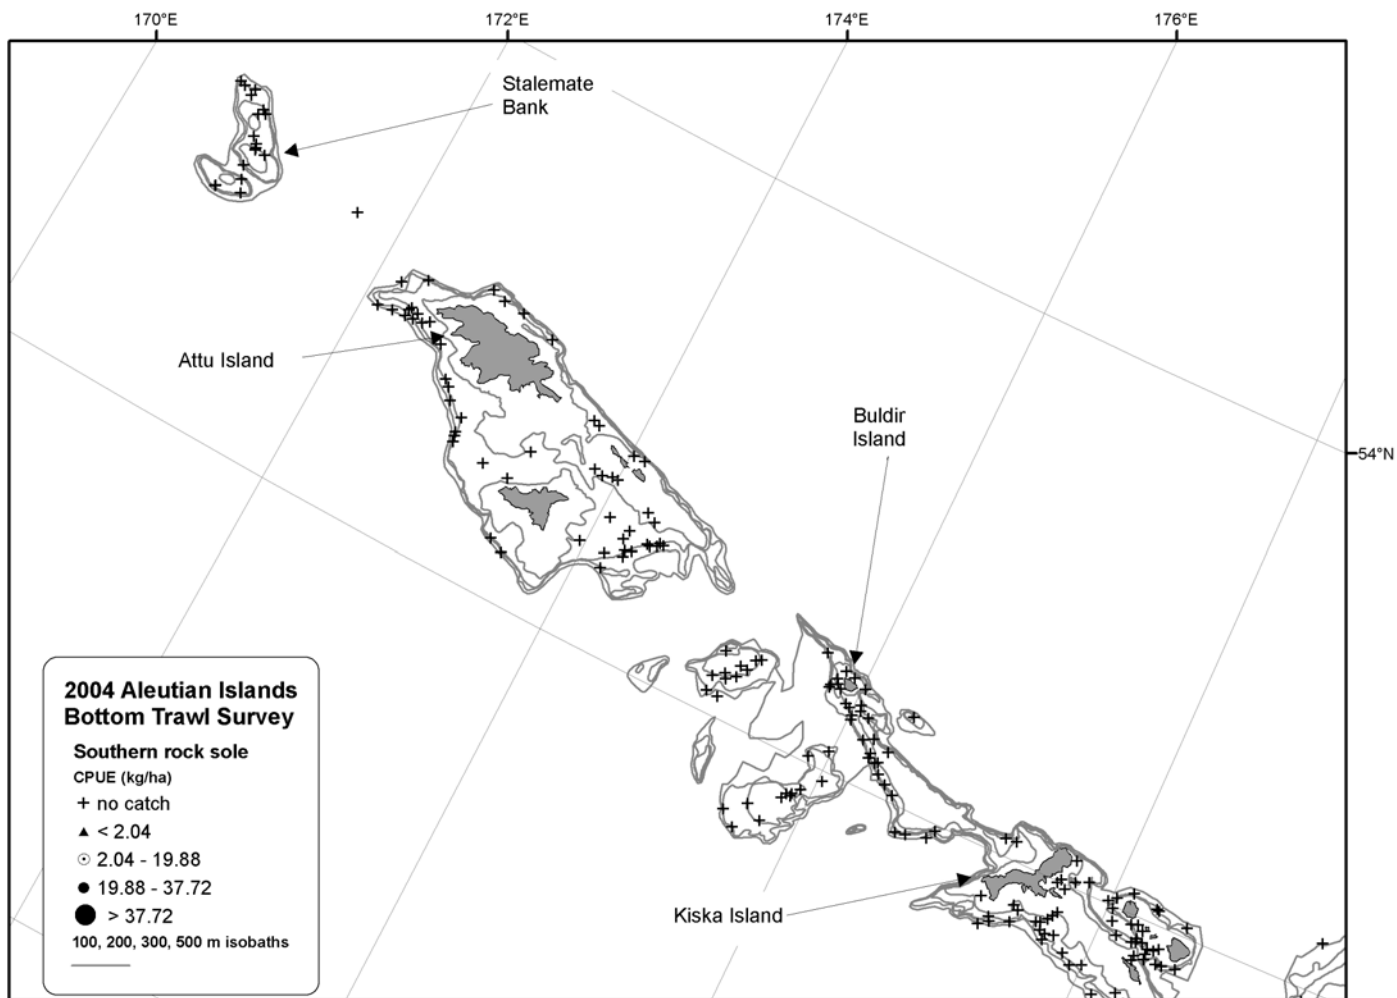 170°E
172°E
174°E
176°E
Stalemate
Bank
Attu Island
Buldir
Island
54°N
2004 Aleutian Islands
Bottom Trawl Survey
Southern rock sole
CPUE (kg/ha)
+ no catch
▲ < 2.04
☉ 2.04 - 19.88
● 19.88 - 37.72
● > 37.72
100, 200, 300, 500 m isobaths
Kiska Island